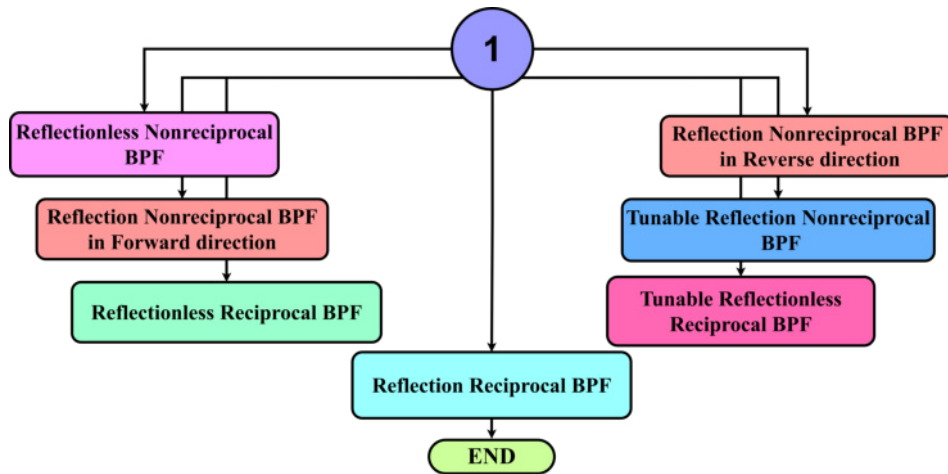 1
Reflectionless Nonreciprocal
BPF
Reflection Nonreciprocal BPF
in Reverse direction
Reflection Nonreciprocal BPF
in Forward direction
Tunable Reflection Nonreciprocal
BPF
Reflectionless Reciprocal BPF
Tunable Reflectionless
Reciprocal BPF
Reflection Reciprocal BPF
END